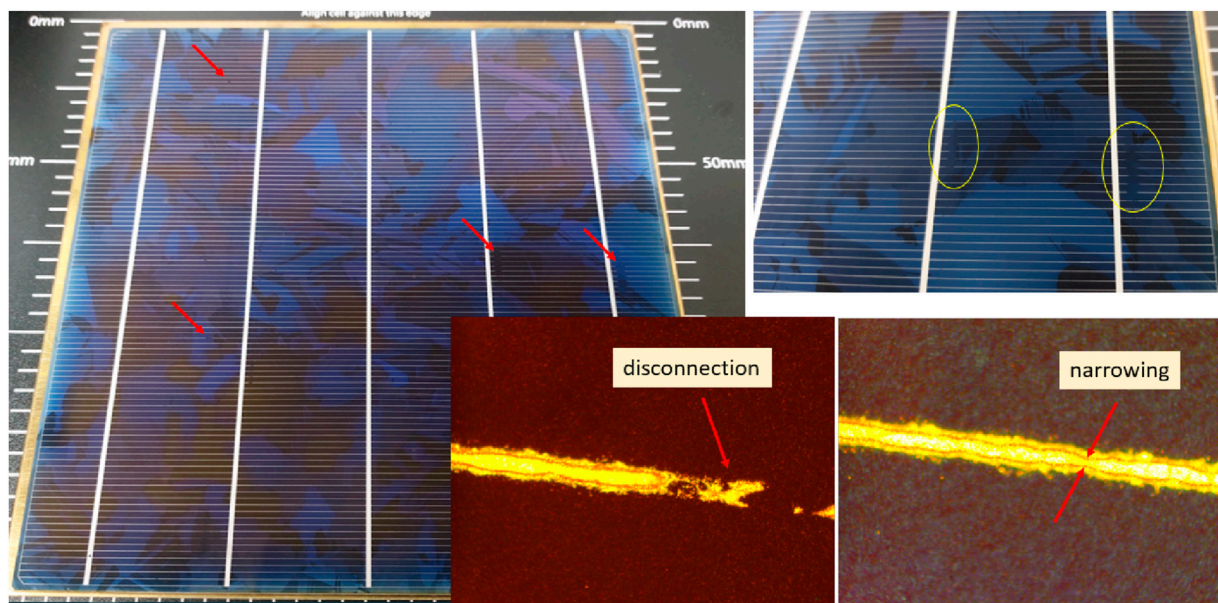 Align cell against this edge
0mm
0mm
mm
50mm
disconnection
narrowing